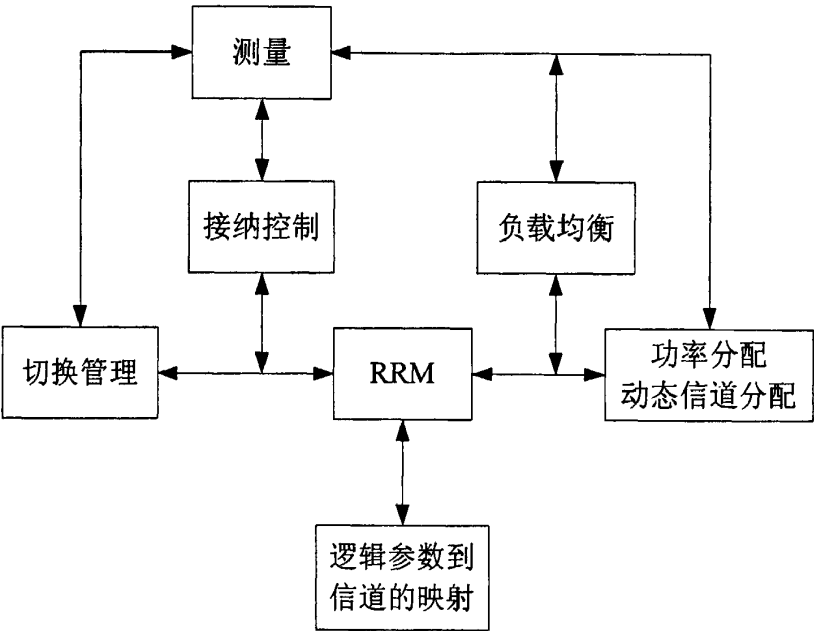 测量
接纳控制
负载均衡
切换管理
RRM
功率分配
动态信道分配
逻辑参数到
信道的映射